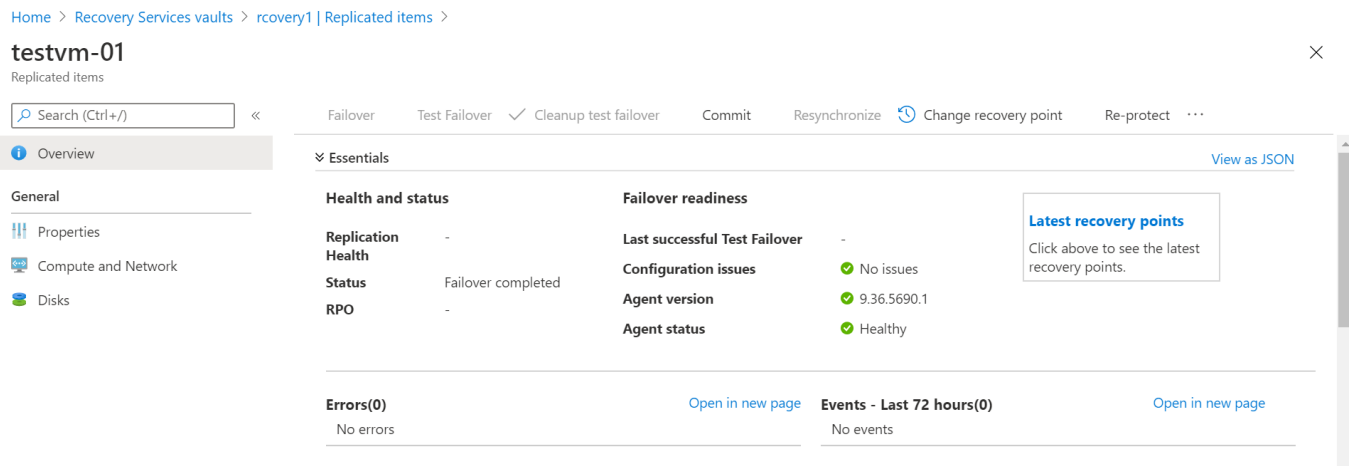 Home > Recovery Services vaults > rcovery1 | Replicated items >
testvm-01
Replicated items
Search (Ctrl+/)
«
Overview
General
Properties
Compute and Network
Disks
Failover Test Failover Cleanup test failover Commit Resynchronize Change recovery point Re-protect ...
Essentials
View as JSON
Health and status
Replication
Health -
Status Failover completed
RPO -
Failover readiness
Last successful Test Failover -
Configuration issues No issues
Agent version 9.36.5690.1
Agent status Healthy
Latest recovery points
Click above to see the latest
recovery points.
Errors(0) Open in new page
No errors
Events - Last 72 hours(0) Open in new page
No events